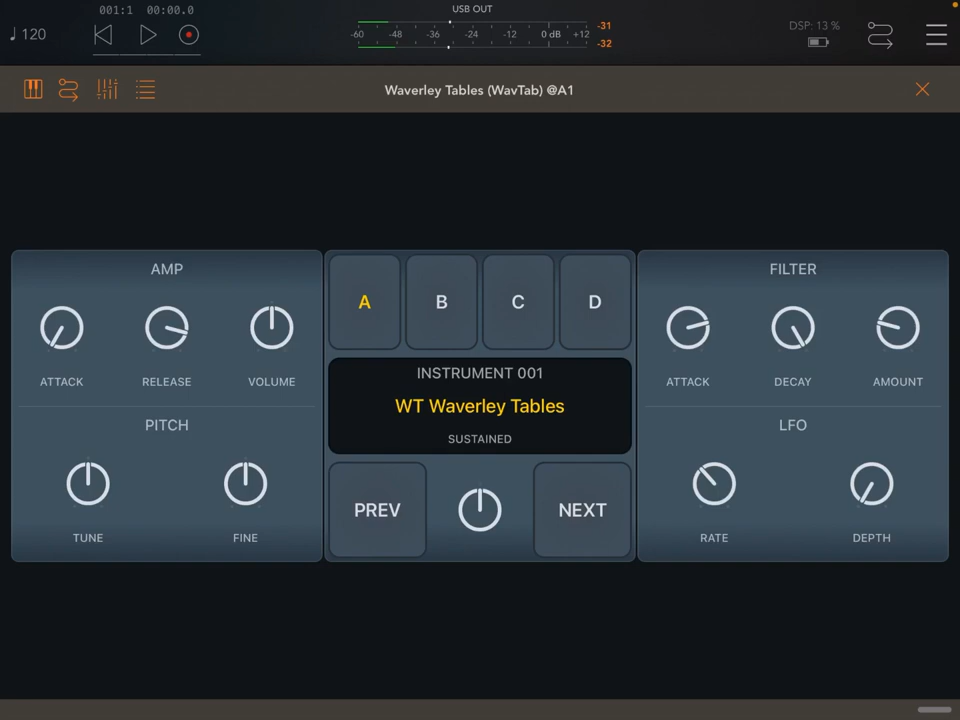 001:1 00:00.0
USB OUT
♩120
-60 -48 -36 -24 -12 0 dB +12
-31
-32
DSP: 13 %
Waverley Tables (WavTab) @A1
AMP
ATTACK RELEASE VOLUME
PITCH
TUNE FINE
A B C D
INSTRUMENT 001
WT Waverley Tables
SUSTAINED
PREV NEXT
FILTER
ATTACK DECAY AMOUNT
LFO
RATE DEPTH